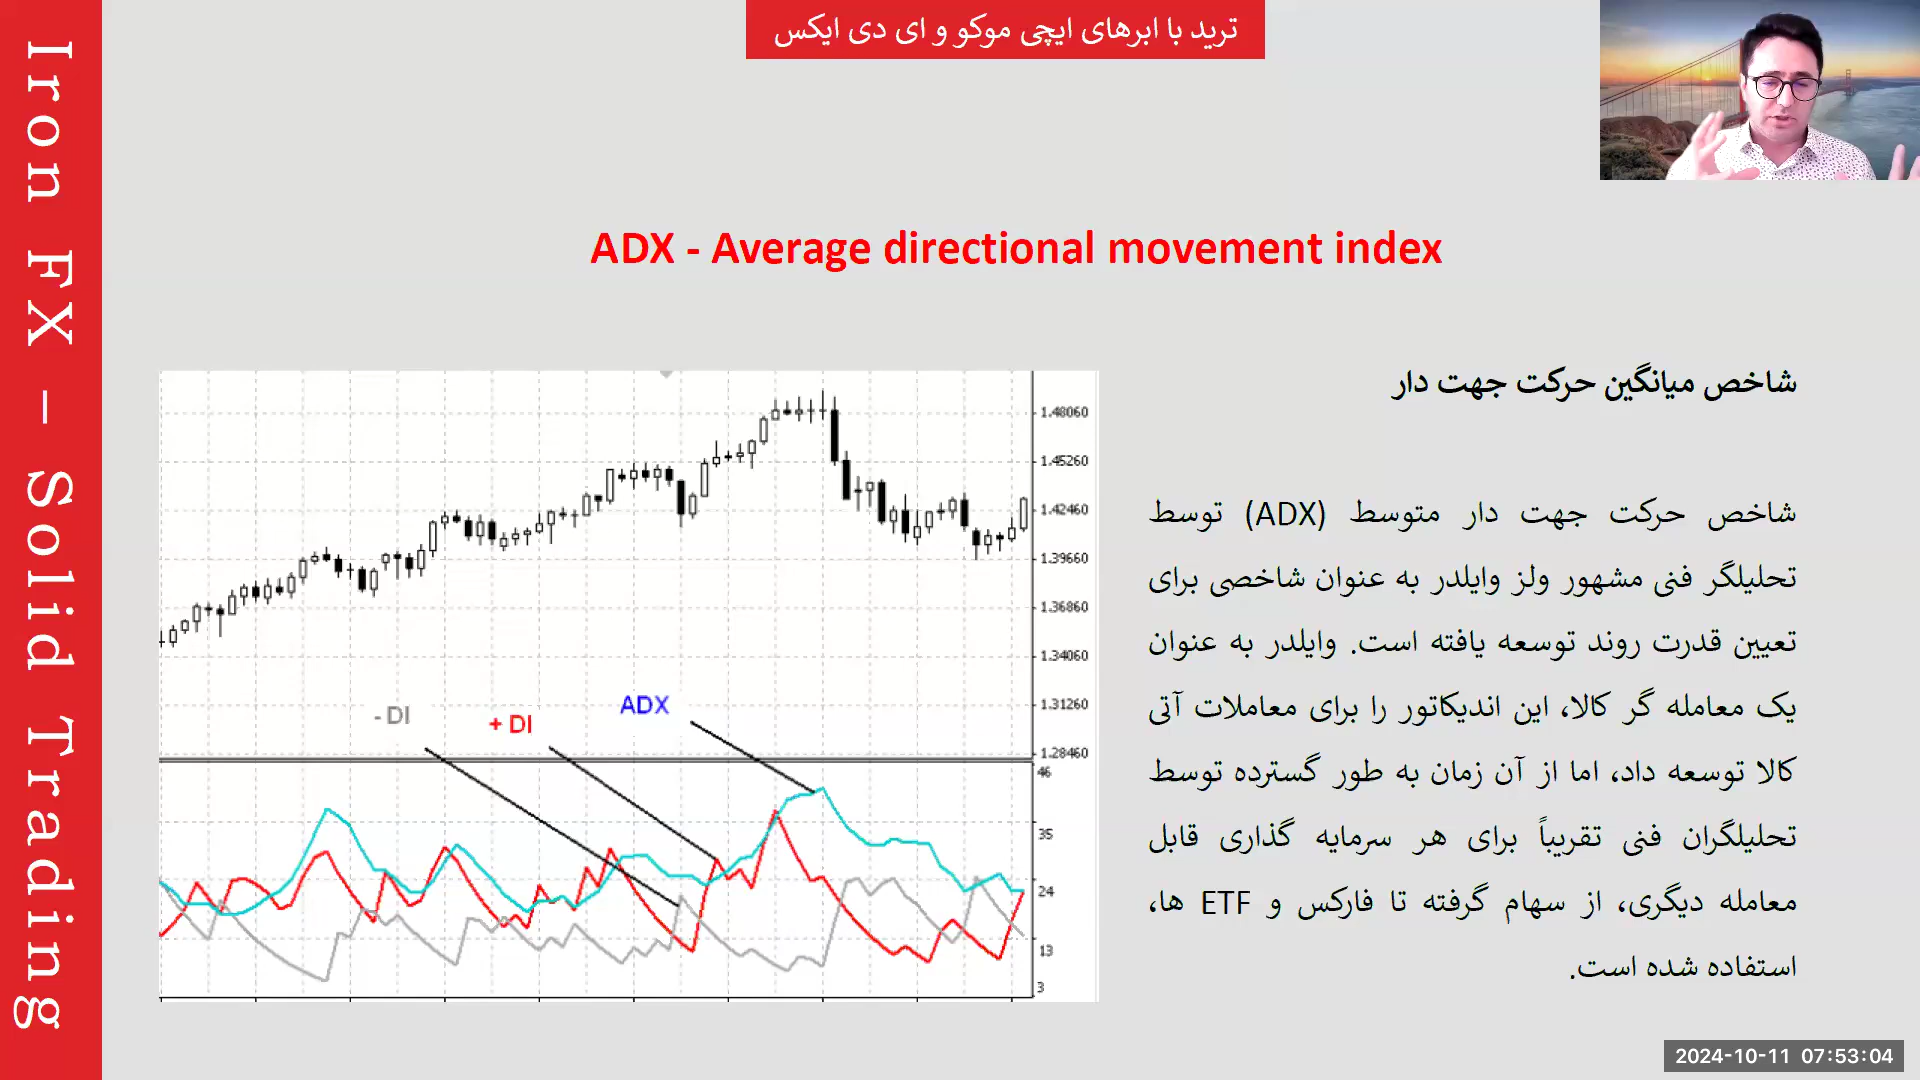 Iron FX – Solid Trading
ترید با ابرهای ایچی موکو و ای دی ایکس
ADX - Average directional movement index
شاخص میانگین حرکت جهت دار
شاخص حرکت جهت دار متوسط (ADX) توسط
تحلیلگر فنی مشهور ولز وایلدر به عنوان شاخصی برای
تعیین قدرت روند توسعه یافته است. وایلدر به عنوان
یک معامله گر کالا، این اندیکاتور را برای معاملات آتی
کالا توسعه داد، اما از آن زمان به طور گسترده توسط
تحلیلگران فنی تقریباً برای هر سرمایه گذاری قابل
معامله دیگری، از سهام گرفته تا فارکس و ETF ها،
استفاده شده است.
1.48060
1.45260
1.42460
1.39660
1.36860
1.34060
1.31260
1.28460
- DI
+ DI
ADX
46
35
24
13
3
2024-10-11 07:53:04